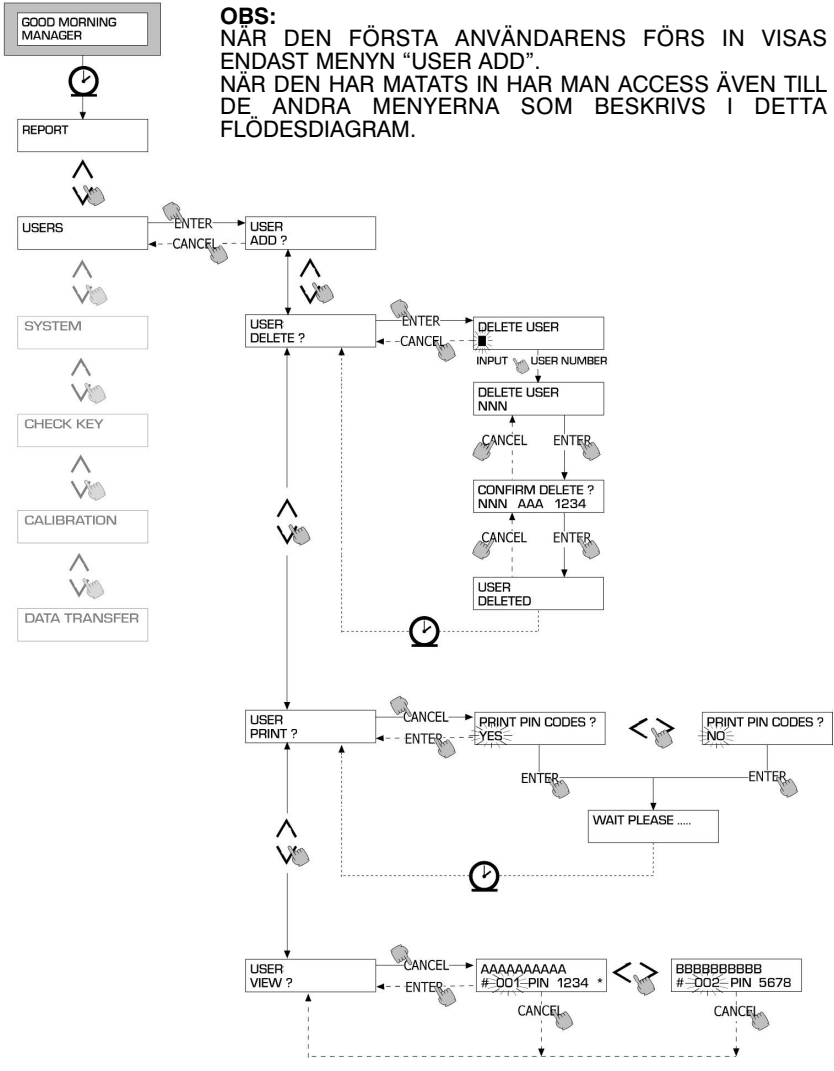 GOOD MORNING
MANAGER
OBS:
NÄR DEN FÖRSTA ANVÄNDARENS FÖRS IN VISAS
ENDAST MENYN “USER ADD”.
NÄR DEN HAR MATATS IN HAR MAN ACCESS ÄVEN TILL
DE ANDRA MENYERNA SOM BESKRIVS I DETTA
FLÖDESDIAGRAM.
REPORT
USERS
ENTER
CANCEL
USER
ADD ?
SYSTEM
USER
DELETE ?
ENTER
CANCEL
DELETE USER
INPUT USER NUMBER
DELETE USER
NNN
CHECK KEY
CANCEL ENTER
CONFIRM DELETE ?
NNN AAA 1234
CALIBRATION
CANCEL ENTER
USER
DELETED
DATA TRANSFER
USER
PRINT ?
CANCEL
ENTER
PRINT PIN CODES ?
YES
PRINT PIN CODES ?
NO
ENTER
ENTER
WAIT PLEASE .....
USER
VIEW ?
CANCEL
ENTER
AAAAAAAAAA
# 001 PIN 1234 *
BBBBBBBBBB
# 002 PIN 5678
CANCEL
CANCEL